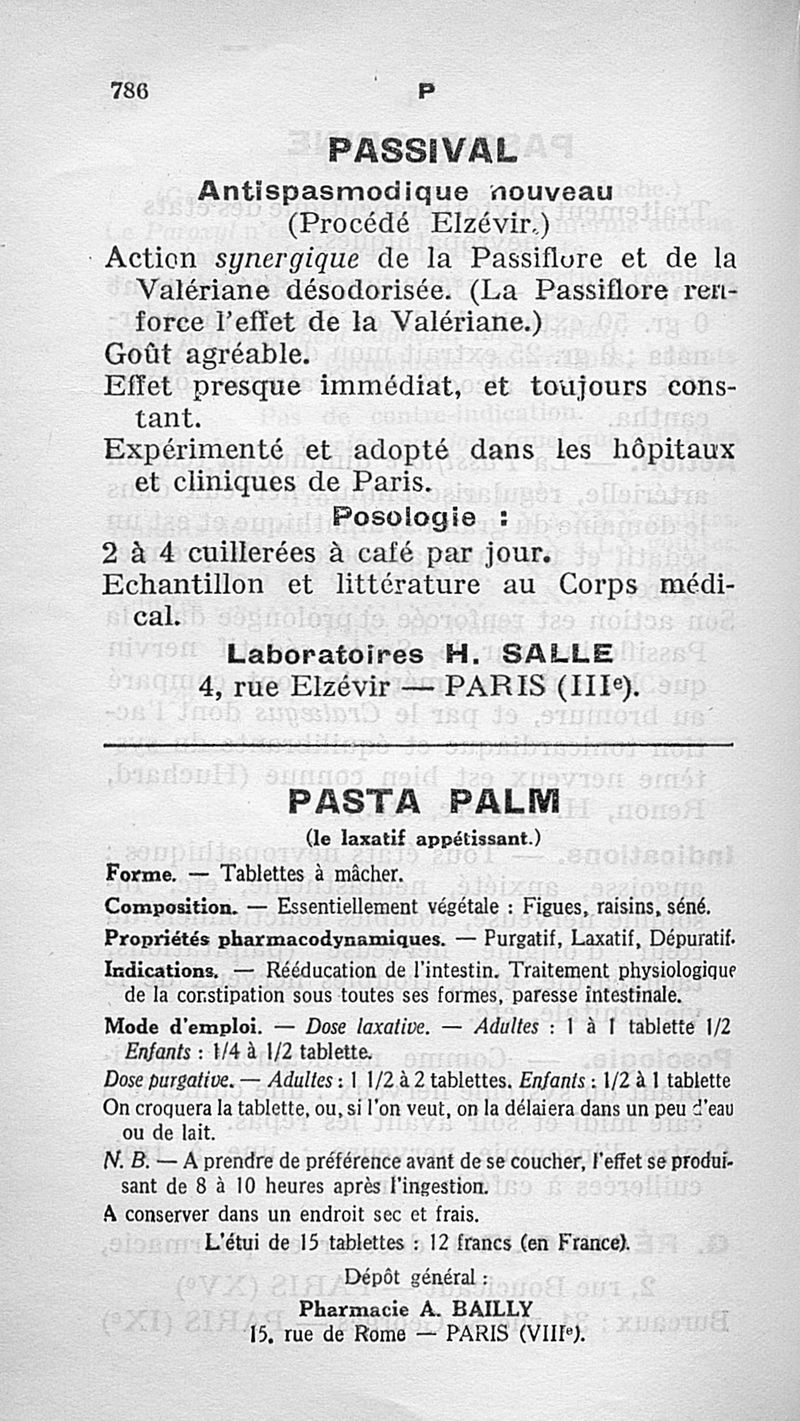 786
P
PASSIVAL
Antispasmodique nouveau
(Procédé Elzévir.)
Action synergique de la Passiflore et de la
Valériane désodorisée. (La Passiflore ren-
force l'effet de la Valériane.)
Goût agréable.
Effet presque immédiat, et toujours cons-
tant.
Expérimenté et adopté dans les hôpitaux
et cliniques de Paris.
Posologie :
2 à 4 cuillerées à café par jour.
Echantillon et littérature au Corps médi-
cal.
Laboratoires H. SALLE
4, rue Elzévir — PARIS (IIIe).
PASTA PALM
(le laxatif appétissant.)
Forme. — Tablettes à mâcher.
Composition. — Essentiellement végétale : Figues, raisins, séné.
Propriétés pharmacodynamiques. — Purgatif, Laxatif, Dépuratif.
Indications. — Rééducation de l'intestin. Traitement physiologique
de la constipation sous toutes ses formes, paresse intestinale.
Mode d'emploi. — Dose laxative. — Adultes : 1 à 1 tablette 1/2
Enfants : 1/4 à 1/2 tablette.
Dose purgative. — Adultes : 1 1/2 à 2 tablettes. Enfants : 1/2 à 1 tablette
On croquera la tablette, ou, si l'on veut, on la délaiera dans un peu d'eau
ou de lait.
N. B. — A prendre de préférence avant de se coucher, l'effet se produi-
sant de 8 à 10 heures après l'ingestion.
A conserver dans un endroit sec et frais.
L'étui de 15 tablettes : 12 francs (en France).
Dépôt général :
Pharmacie A. BAILLY
15, rue de Rome — PARIS (VIIIe).